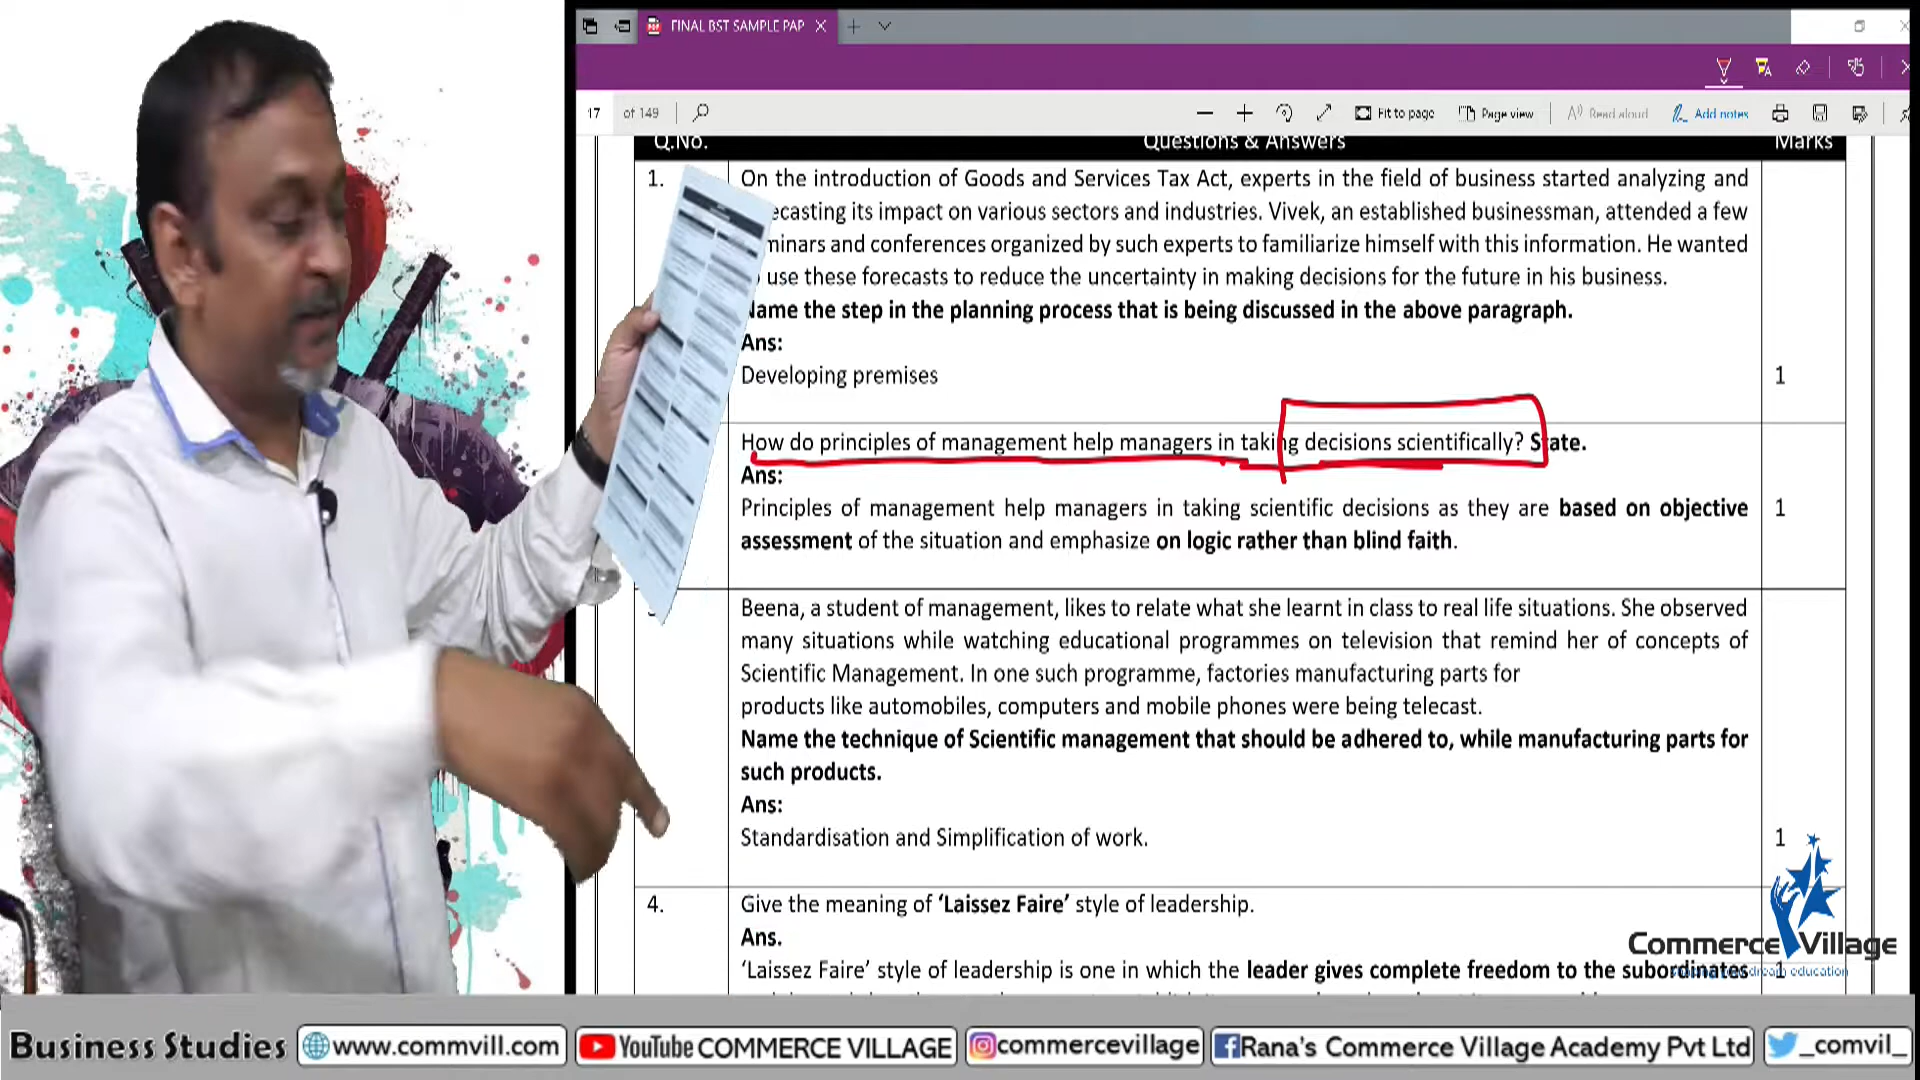 FINAL BST SAMPLE PAP
17 of 149
Fit to page
Page view
Read aloud
Add notes
Q.No. Questions & Answers Marks
1. On the introduction of Goods and Services Tax Act, experts in the field of business started analyzing and
ecasting its impact on various sectors and industries. Vivek, an established businessman, attended a few
minars and conferences organized by such experts to familiarize himself with this information. He wanted
use these forecasts to reduce the uncertainty in making decisions for the future in his business.
Name the step in the planning process that is being discussed in the above paragraph.
Ans:
Developing premises 1
How do principles of management help managers in taking decisions scientifically? State.
Ans:
Principles of management help managers in taking scientific decisions as they are based on objective 1
assessment of the situation and emphasize on logic rather than blind faith.
Beena, a student of management, likes to relate what she learnt in class to real life situations. She observed
many situations while watching educational programmes on television that remind her of concepts of
Scientific Management. In one such programme, factories manufacturing parts for
products like automobiles, computers and mobile phones were being telecast.
Name the technique of Scientific management that should be adhered to, while manufacturing parts for
such products.
Ans:
Standardisation and Simplification of work. 1
4. Give the meaning of ‘Laissez Faire’ style of leadership.
Ans.
‘Laissez Faire’ style of leadership is one in which the leader gives complete freedom to the subordinates 1
Commerce Village
dream education
Business Studies
www.commvill.com
YouTube COMMERCE VILLAGE
commercevillage
Rana's Commerce Village Academy Pvt Ltd
_comvil_